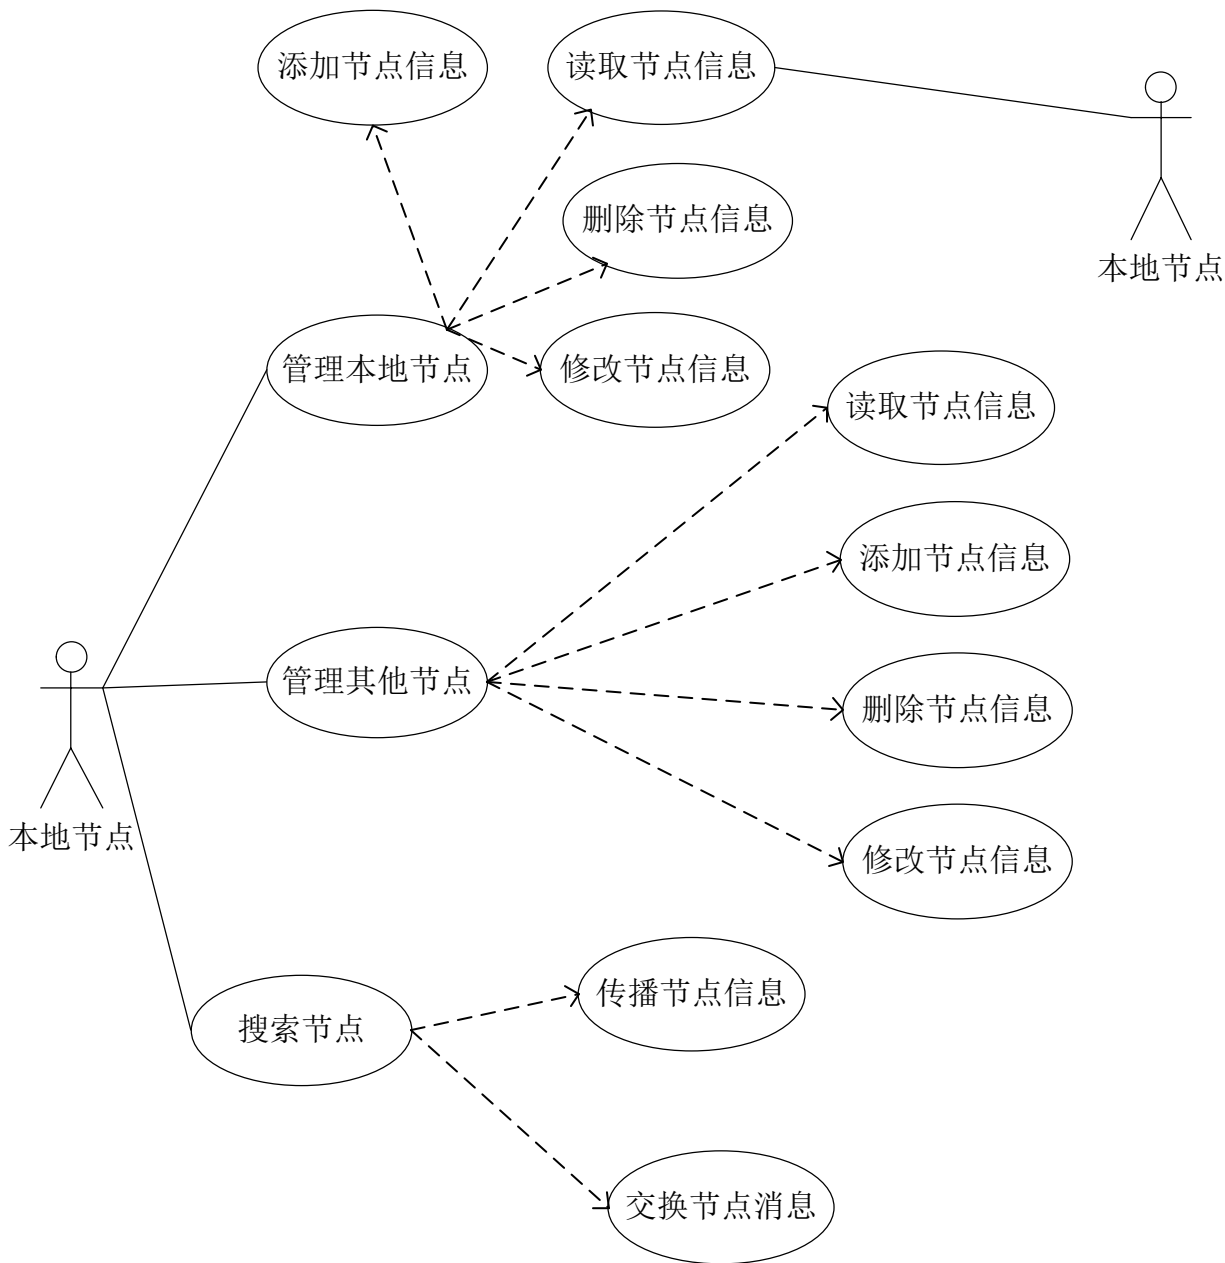 添加节点信息
读取节点信息
删除节点信息
本地节点
管理本地节点
修改节点信息
读取节点信息
添加节点信息
管理其他节点
删除节点信息
本地节点
修改节点信息
传播节点信息
搜索节点
交换节点消息